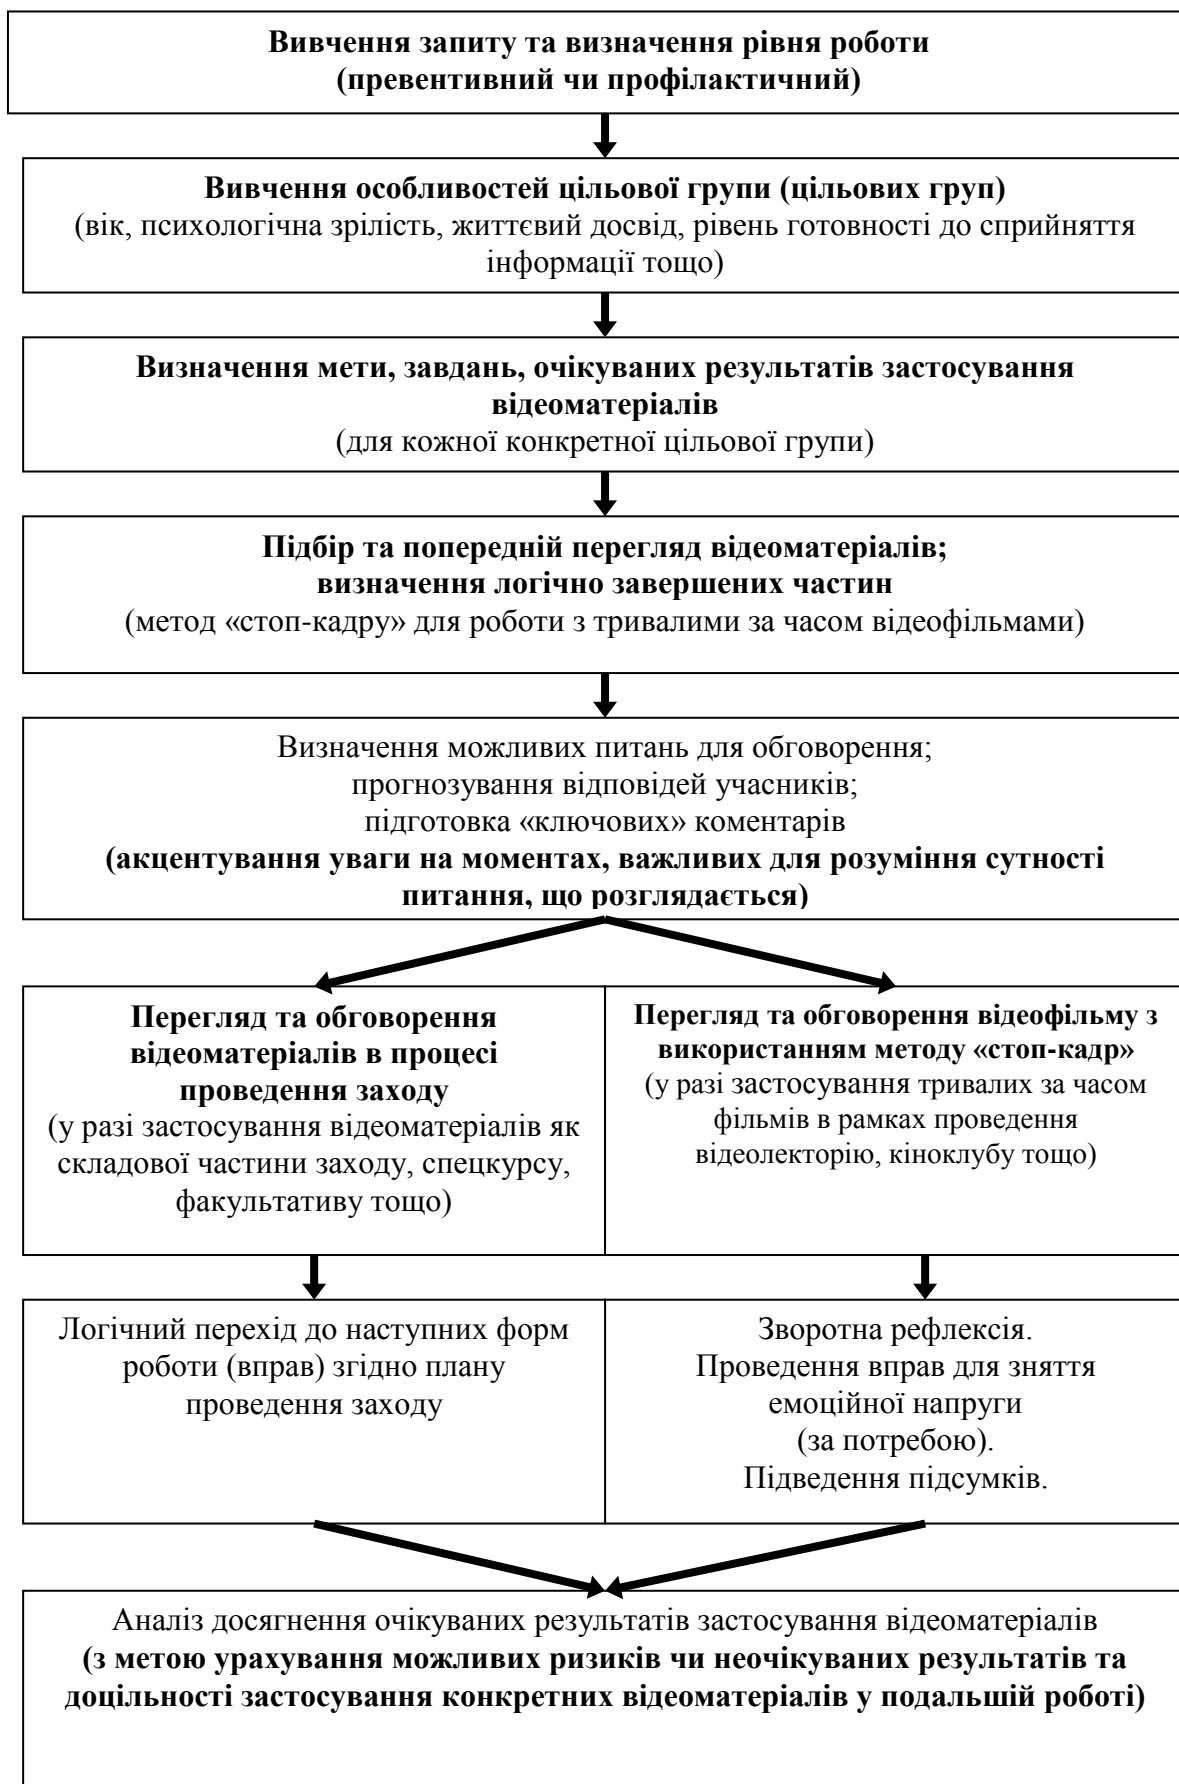 Вивчення запиту та визначення рівня роботи
(превентивний чи профілактичний)
Вивчення особливостей цільової групи (цільових груп)
(вік, психологічна зрілість, життєвий досвід, рівень готовності до сприйняття
інформації тощо)
Визначення мети, завдань, очікуваних результатів застосування
відеоматеріалів
(для кожної конкретної цільової групи)
Підбір та попередній перегляд відеоматеріалів;
визначення логічно завершених частин
(метод «стоп-кадру» для роботи з тривалими за часом відеофільмами)
Визначення можливих питань для обговорення;
прогнозування відповідей учасників;
підготовка «ключових» коментарів
(акцентування уваги на моментах, важливих для розуміння сутності
питання, що розглядається)
Перегляд та обговорення
відеоматеріалів в процесі
проведення заходу
(у разі застосування відеоматеріалів як
складової частини заходу, спецкурсу,
факультативу тощо)
Перегляд та обговорення відеофільму з
використанням методу «стоп-кадр»
(у разі застосування тривалих за часом
фільмів в рамках проведення
відеолекторію, кіноклубу тощо)
Логічний перехід до наступних форм
роботи (вправ) згідно плану
проведення заходу
Зворотна рефлексія.
Проведення вправ для зняття
емоційної напруги
(за потребою).
Підведення підсумків.
Аналіз досягнення очікуваних результатів застосування відеоматеріалів
(з метою урахування можливих ризиків чи неочікуваних результатів та
доцільності застосування конкретних відеоматеріалів у подальшій роботі)